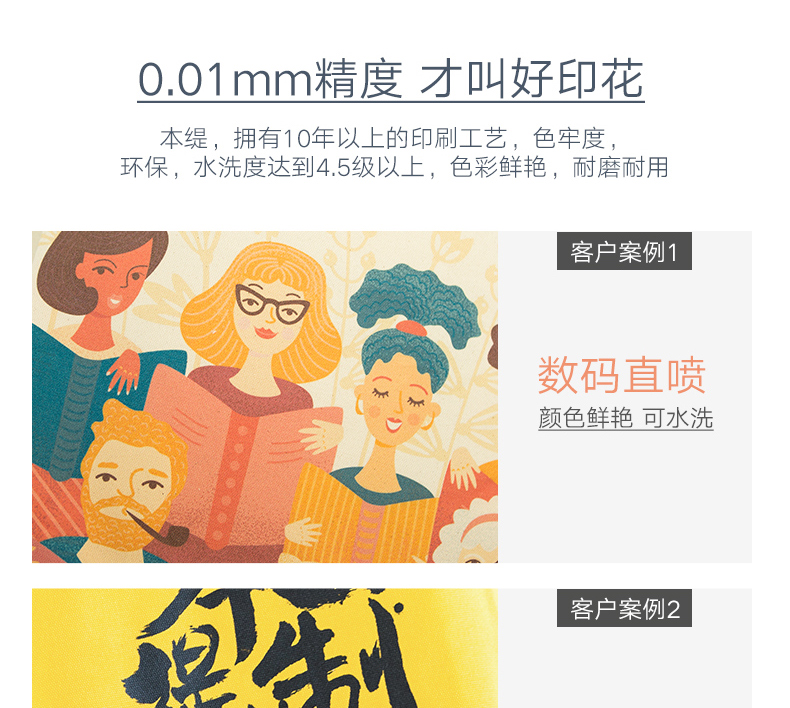 0.01mm精度 才叫好印花
本缇，拥有10年以上的印刷工艺，色牢度，
环保，水洗度达到4.5级以上，色彩鲜艳，耐磨耐用
客户案例1
数码直喷
颜色鲜艳 可水洗
客户案例2
缇制